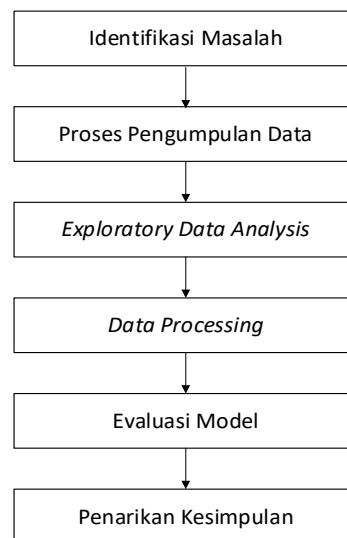 Identifikasi Masalah
Proses Pengumpulan Data
Exploratory Data Analysis
Data Processing
Evaluasi Model
Penarikan Kesimpulan